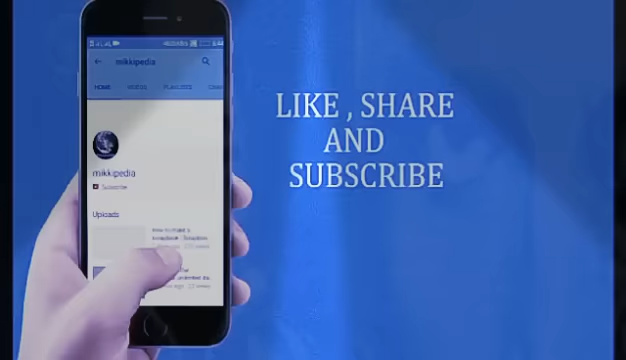 mikkipedia
HOME VIDEOS PLAYLISTS
mikkipedia
Subscribe
Uploads
LIKE , SHARE
AND
SUBSCRIBE